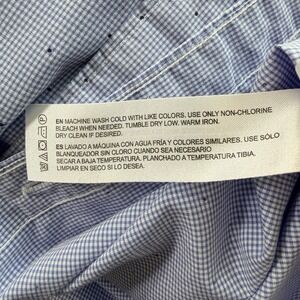 EN MACHINE WASH COLD WITH LIKE COLORS. USE ONLY NON-CHLORINE
BLEACH WHEN NEEDED. TUMBLE DRY LOW. WARM IRON.
DRY CLEAN IF DESIRED.
ES LAVADO A MÁQUINA CON AGUA FRÍA Y COLORES SIMILARES. USE SÓLO
BLANQUEADOR SIN CLORO CUANDO SEA NECESARIO
SECAR A BAJA TEMPERATURA. PLANCHADO A TEMPERATURA TIBIA.
LIMPIAR EN SECO SI LO DESEA.